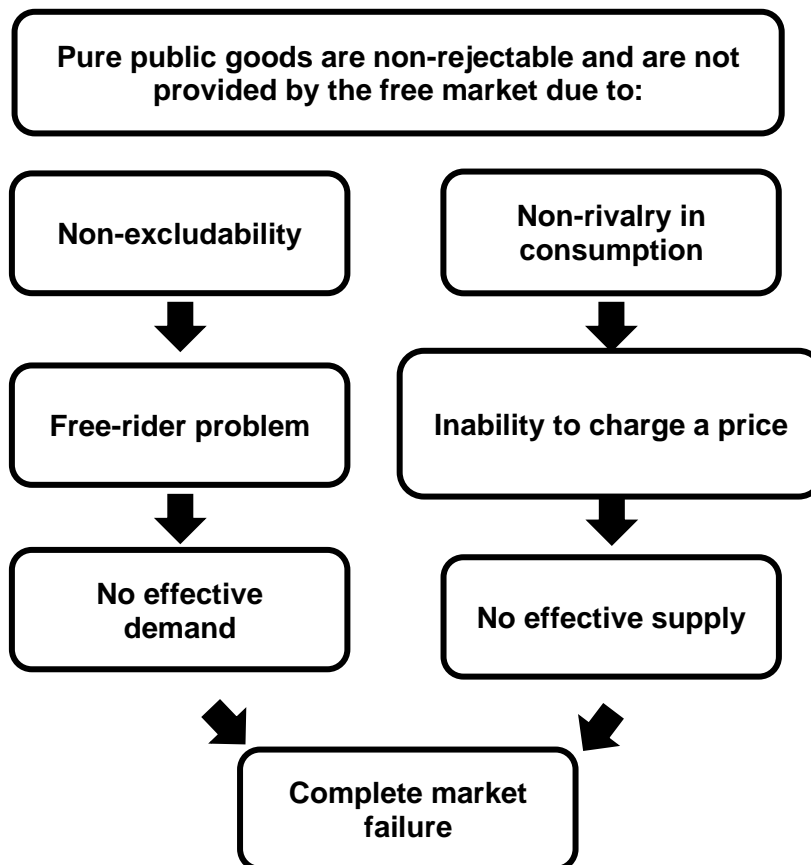 Pure public goods are non-rejectable and are not
provided by the free market due to:
Non-excludability
Non-rivalry in
consumption
Free-rider problem
Inability to charge a price
No effective
demand
No effective supply
Complete market
failure